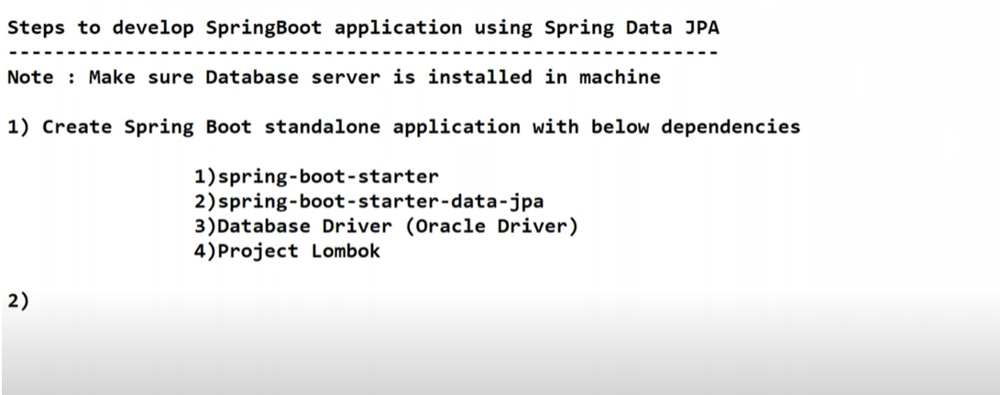 Steps to develop SpringBoot application using Spring Data JPA
-------------------------------------------------------------
Note : Make sure Database server is installed in machine
1) Create Spring Boot standalone application with below dependencies
1)spring-boot-starter
2)spring-boot-starter-data-jpa
3)Database Driver (Oracle Driver)
4)Project Lombok
2)